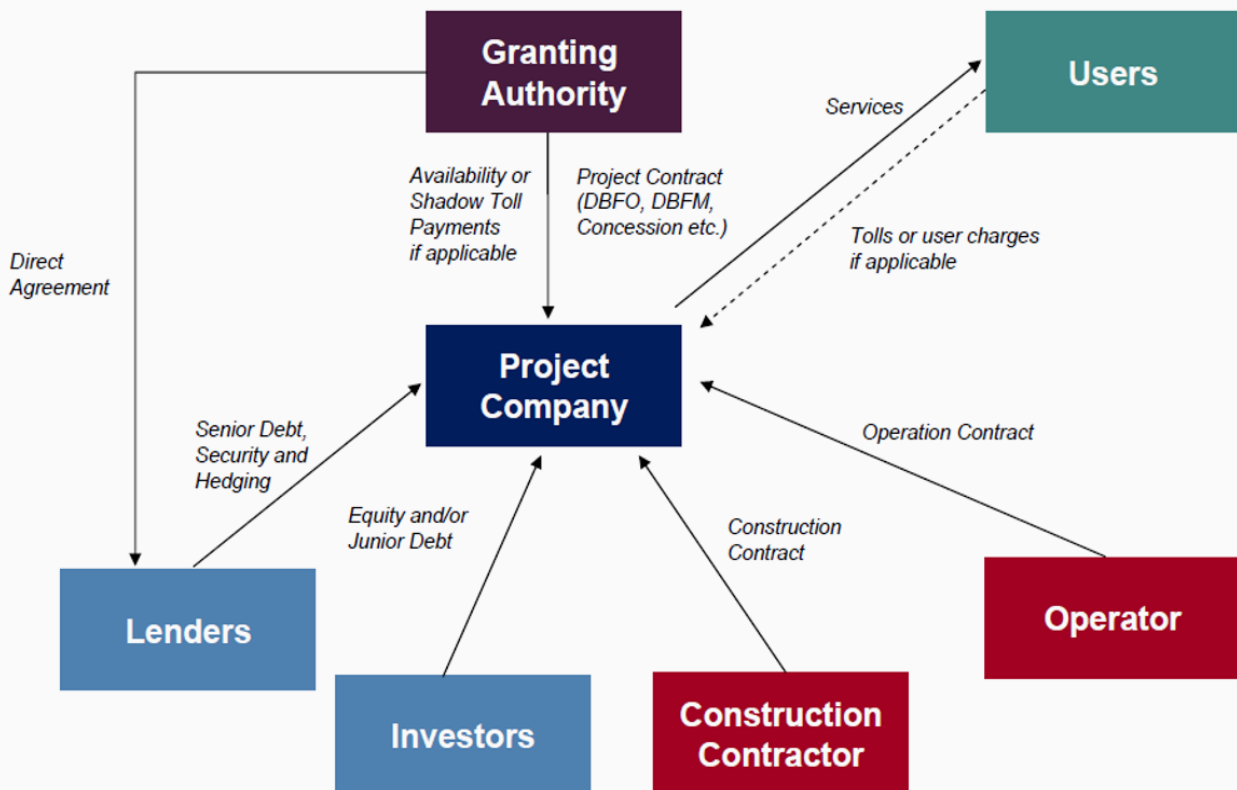 Granting
Authority
Users
Services
Availability or
Shadow Toll
Payments
if applicable
Project Contract
(DBFO, DBFM,
Concession etc.)
Tolls or user charges
if applicable
Direct
Agreement
Project
Company
Senior Debt,
Security and
Hedging
Operation Contract
Equity and/or
Junior Debt
Construction
Contract
Lenders
Operator
Investors
Construction
Contractor